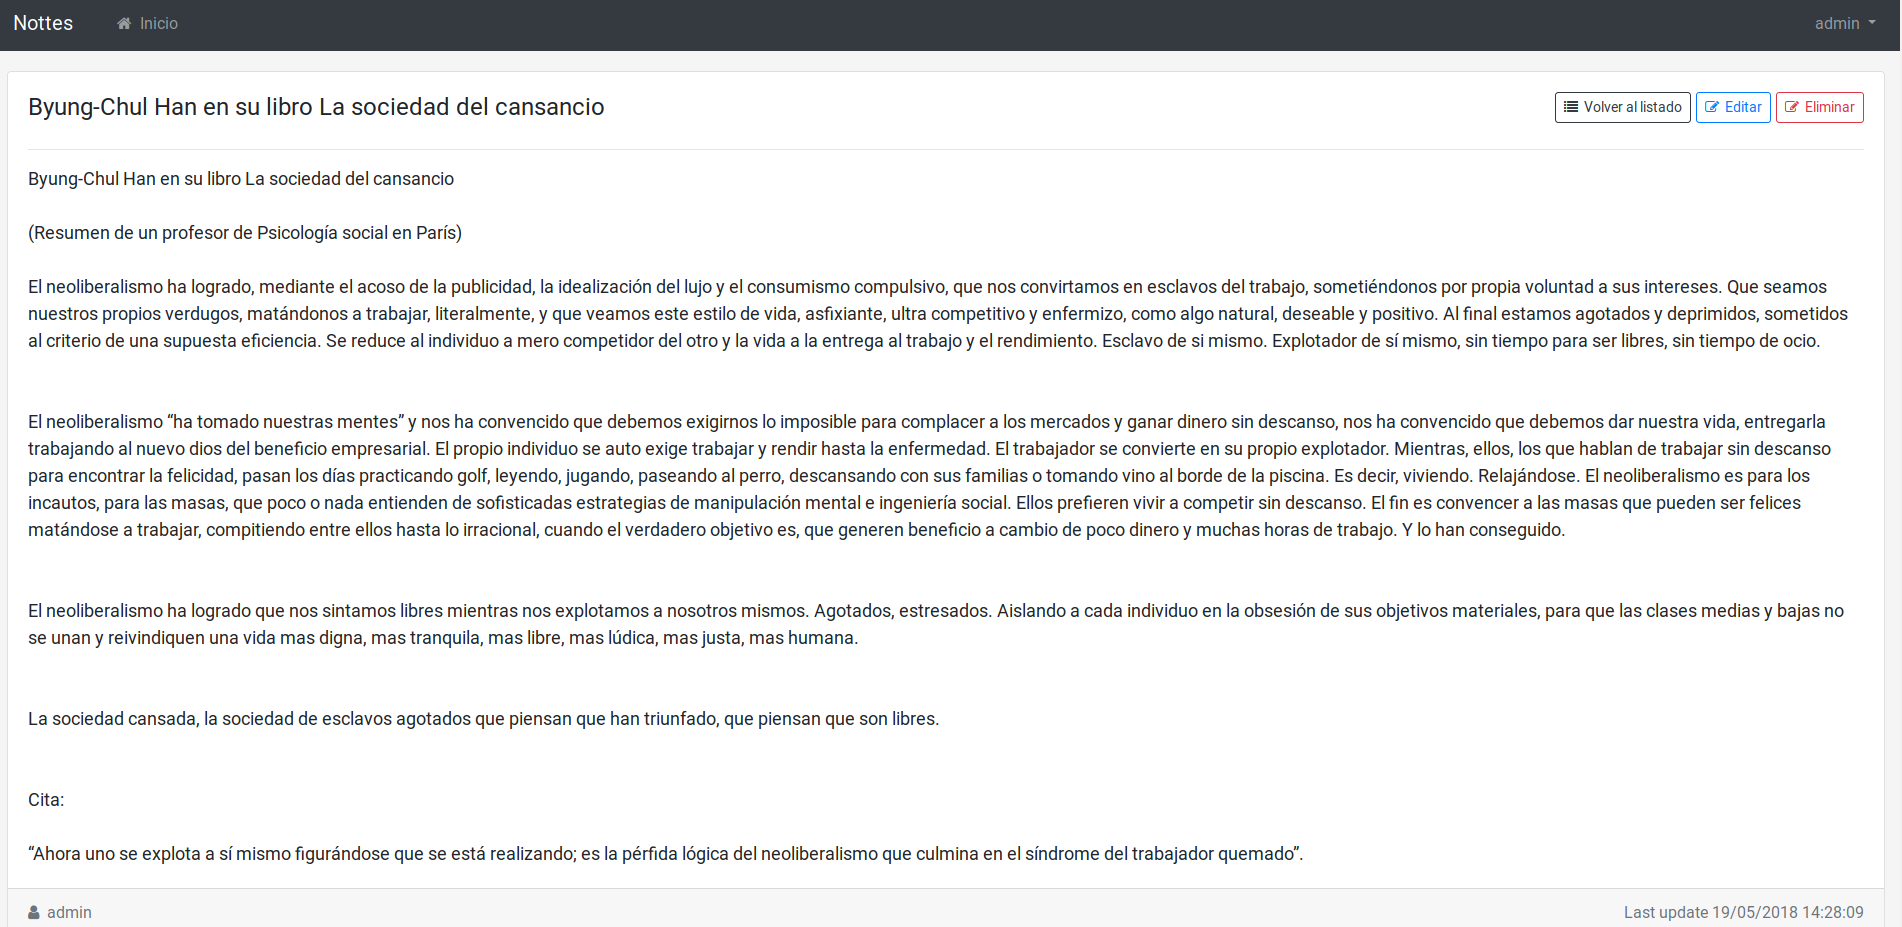 Nottes
Inicio
admin
Byung-Chul Han en su libro La sociedad del cansancio
Volver al listado
Editar
Eliminar
Byung-Chul Han en su libro La sociedad del cansancio
(Resumen de un profesor de Psicología social en París)
El neoliberalismo ha logrado, mediante el acoso de la publicidad, la idealización del lujo y el consumismo compulsivo, que nos convirtamos en esclavos del trabajo, sometiéndonos por propia voluntad a sus intereses. Que seamos
nuestros propios verdugos, matándonos a trabajar, literalmente, y que veamos este estilo de vida, asfixiante, ultra competitivo y enfermizo, como algo natural, deseable y positivo. Al final estamos agotados y deprimidos, sometidos
al criterio de una supuesta eficiencia. Se reduce al individuo a mero competidor del otro y la vida a la entrega al trabajo y el rendimiento. Esclavo de si mismo. Explotador de sí mismo, sin tiempo para ser libres, sin tiempo de ocio.
El neoliberalismo “ha tomado nuestras mentes” y nos ha convencido que debemos exigirnos lo imposible para complacer a los mercados y ganar dinero sin descanso, nos ha convencido que debemos dar nuestra vida, entregarla
trabajando al nuevo dios del beneficio empresarial. El propio individuo se auto exige trabajar y rendir hasta la enfermedad. El trabajador se convierte en su propio explotador. Mientras, ellos, los que hablan de trabajar sin descanso
para encontrar la felicidad, pasan los días practicando golf, leyendo, jugando, paseando al perro, descansando con sus familias o tomando vino al borde de la piscina. Es decir, viviendo. Relajándose. El neoliberalismo es para los
incautos, para las masas, que poco o nada entienden de sofisticadas estrategias de manipulación mental e ingeniería social. Ellos prefieren vivir a competir sin descanso. El fin es convencer a las masas que pueden ser felices
matándose a trabajar, compitiendo entre ellos hasta lo irracional, cuando el verdadero objetivo es, que generen beneficio a cambio de poco dinero y muchas horas de trabajo. Y lo han conseguido.
El neoliberalismo ha logrado que nos sintamos libres mientras nos explotamos a nosotros mismos. Agotados, estresados. Aislando a cada individuo en la obsesión de sus objetivos materiales, para que las clases medias y bajas no
se unan y reivindiquen una vida mas digna, mas tranquila, mas libre, mas lúdica, mas justa, mas humana.
La sociedad cansada, la sociedad de esclavos agotados que piensan que han triunfado, que piensan que son libres.
Cita:
“Ahora uno se explota a sí mismo figurándose que se está realizando; es la pérfida lógica del neoliberalismo que culmina en el síndrome del trabajador quemado”.
admin
Last update 19/05/2018 14:28:09